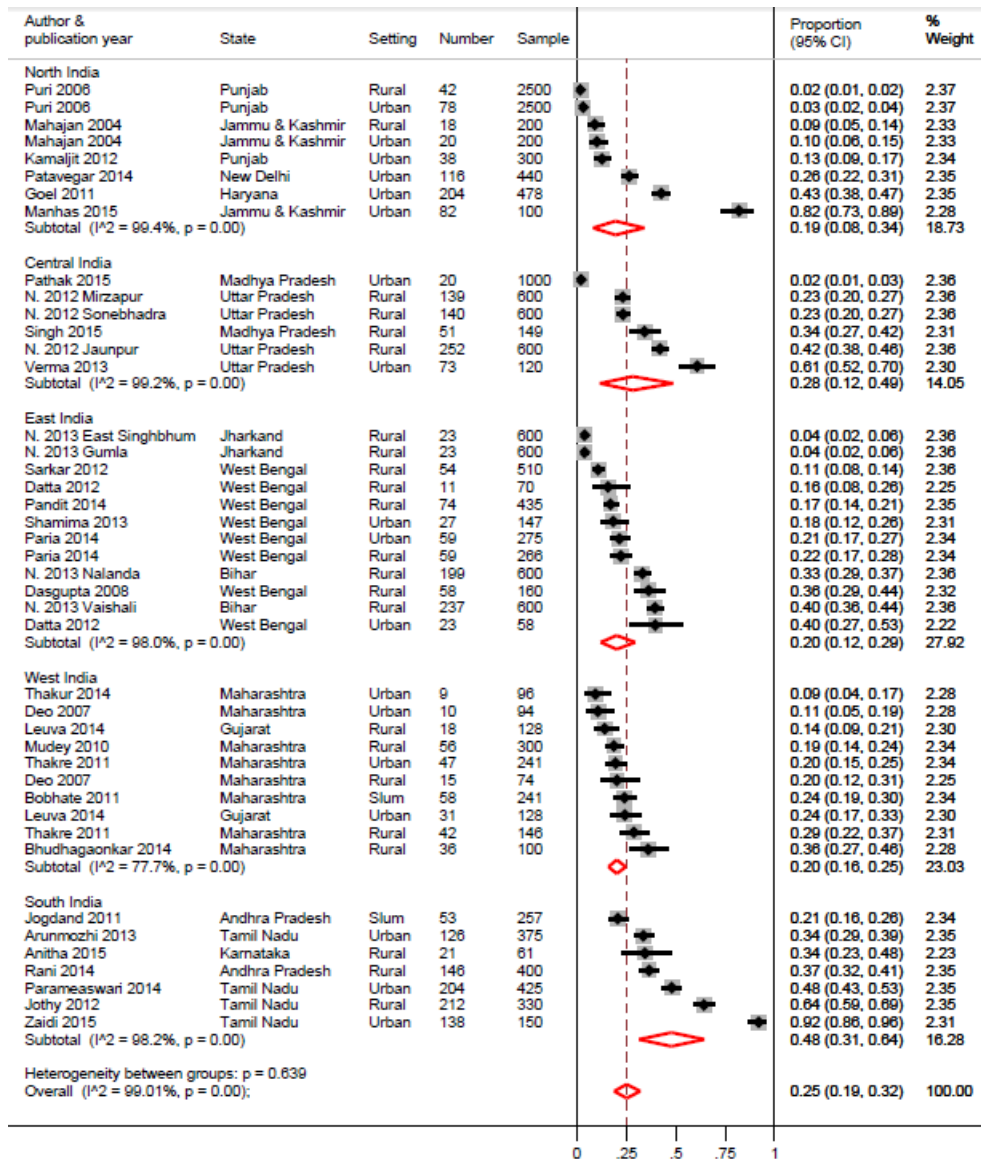 Author &
publication year State Setting Number Sample Proportion (95% CI) % Weight
North India
Puri 2006 Punjab Rural 42 2500 0.02 (0.01, 0.02) 2.37
Puri 2006 Punjab Urban 78 2500 0.03 (0.02, 0.04) 2.37
Mahajan 2004 Jammu & Kashmir Rural 18 200 0.09 (0.05, 0.14) 2.33
Mahajan 2004 Jammu & Kashmir Urban 20 200 0.10 (0.06, 0.15) 2.33
Kamaljit 2012 Punjab Urban 38 300 0.13 (0.09, 0.17) 2.34
Patavegar 2014 New Delhi Urban 116 440 0.26 (0.22, 0.31) 2.35
Goel 2011 Haryana Urban 204 478 0.43 (0.38, 0.47) 2.35
Manhas 2015 Jammu & Kashmir Urban 82 100 0.82 (0.73, 0.89) 2.28
Subtotal (I^2 = 99.4%, p = 0.00) 0.19 (0.08, 0.34) 18.73
Central India
Pathak 2015 Madhya Pradesh Urban 20 1000 0.02 (0.01, 0.03) 2.36
N. 2012 Mirzapur Uttar Pradesh Rural 139 600 0.23 (0.20, 0.27) 2.36
N. 2012 Sonebhadra Uttar Pradesh Rural 140 600 0.23 (0.20, 0.27) 2.36
Singh 2015 Madhya Pradesh Rural 51 149 0.34 (0.27, 0.42) 2.31
N. 2012 Jaunpur Uttar Pradesh Rural 252 600 0.42 (0.38, 0.46) 2.36
Verma 2013 Uttar Pradesh Urban 73 120 0.61 (0.52, 0.70) 2.30
Subtotal (I^2 = 99.2%, p = 0.00) 0.28 (0.12, 0.49) 14.05
East India
N. 2013 East Singhbhum Jharkand Rural 23 600 0.04 (0.02, 0.06) 2.36
N. 2013 Gumla Jharkand Rural 23 600 0.04 (0.02, 0.06) 2.36
Sarkar 2012 West Bengal Rural 54 510 0.11 (0.08, 0.14) 2.36
Datta 2012 West Bengal Rural 11 70 0.16 (0.08, 0.26) 2.25
Pandit 2014 West Bengal Rural 74 435 0.17 (0.14, 0.21) 2.35
Shamima 2013 West Bengal Urban 27 147 0.18 (0.12, 0.26) 2.31
Paria 2014 West Bengal Urban 59 275 0.21 (0.17, 0.27) 2.34
Paria 2014 West Bengal Rural 59 266 0.22 (0.17, 0.28) 2.34
N. 2013 Nalanda Bihar Rural 199 600 0.33 (0.29, 0.37) 2.36
Dasgupta 2008 West Bengal Rural 58 160 0.36 (0.29, 0.44) 2.32
N. 2013 Vaishali Bihar Rural 237 600 0.40 (0.36, 0.44) 2.36
Datta 2012 West Bengal Urban 23 58 0.40 (0.27, 0.53) 2.22
Subtotal (I^2 = 98.0%, p = 0.00) 0.20 (0.12, 0.29) 27.92
West India
Thakur 2014 Maharashtra Urban 9 96 0.09 (0.04, 0.17) 2.28
Deo 2007 Maharashtra Urban 10 94 0.11 (0.05, 0.19) 2.28
Leuva 2014 Gujarat Rural 18 128 0.14 (0.09, 0.21) 2.30
Mudey 2010 Maharashtra Rural 56 300 0.19 (0.14, 0.24) 2.34
Thakre 2011 Maharashtra Urban 47 241 0.20 (0.15, 0.25) 2.34
Deo 2007 Maharashtra Rural 15 74 0.20 (0.12, 0.31) 2.25
Bobhate 2011 Maharashtra Slum 58 241 0.24 (0.19, 0.30) 2.34
Leuva 2014 Gujarat Urban 31 128 0.24 (0.17, 0.33) 2.30
Thakre 2011 Maharashtra Rural 42 146 0.29 (0.22, 0.37) 2.31
Bhudhagaonkar 2014 Maharashtra Rural 36 100 0.36 (0.27, 0.46) 2.28
Subtotal (I^2 = 77.7%, p = 0.00) 0.20 (0.16, 0.25) 23.03
South India
Jogdand 2011 Andhra Pradesh Slum 53 257 0.21 (0.16, 0.26) 2.34
Arunmozhi 2013 Tamil Nadu Urban 126 375 0.34 (0.29, 0.39) 2.35
Anitha 2015 Karnataka Rural 21 61 0.34 (0.23, 0.48) 2.23
Rani 2014 Andhra Pradesh Rural 146 400 0.37 (0.32, 0.41) 2.35
Parameaswari 2014 Tamil Nadu Urban 204 425 0.48 (0.43, 0.53) 2.35
Jothy 2012 Tamil Nadu Rural 212 330 0.64 (0.59, 0.69) 2.35
Zaidi 2015 Tamil Nadu Urban 138 150 0.92 (0.86, 0.96) 2.31
Subtotal (I^2 = 98.2%, p = 0.00) 0.48 (0.31, 0.64) 16.28
Heterogeneity between groups: p = 0.639
Overall (I^2 = 99.01%, p = 0.00); 0.25 (0.19, 0.32) 100.00
0 .25 .5 .75 1